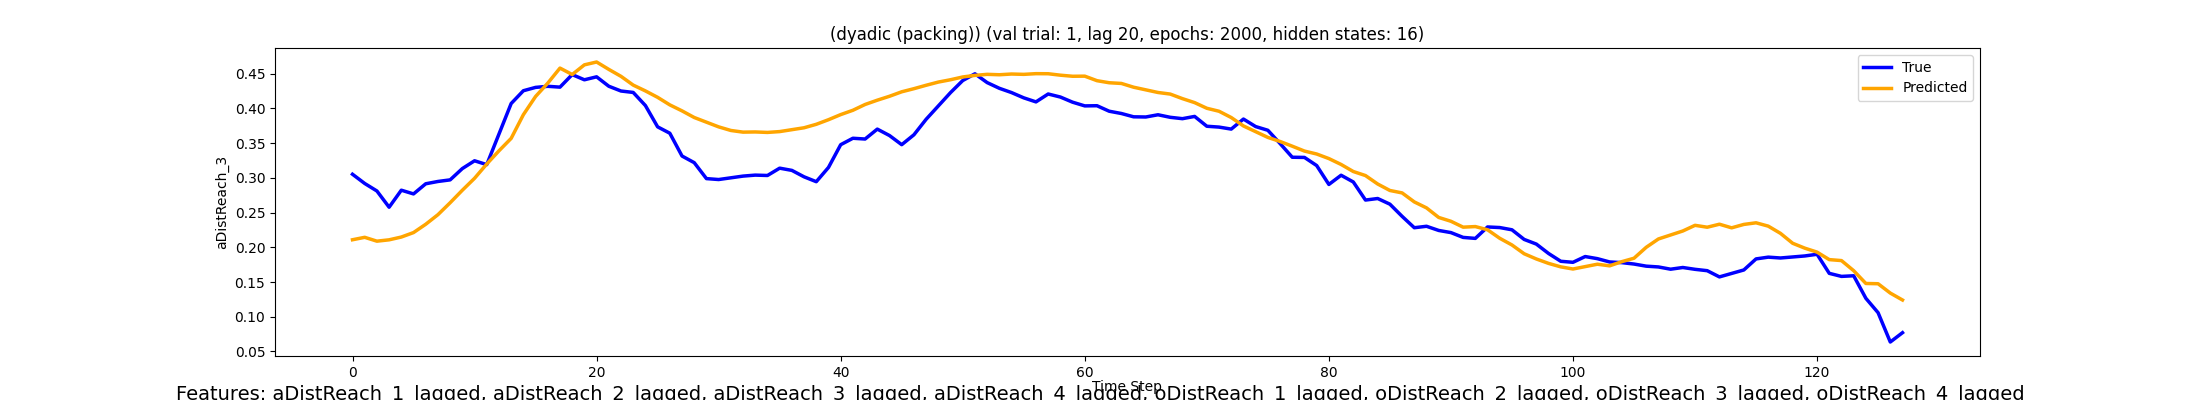 (dyadic (packing)) (val trial: 1, lag 20, epochs: 2000, hidden states: 16)
True
Predicted
aDistReach_3
0.45
0.40
0.35
0.30
0.25
0.20
0.15
0.10
0.05
0 20 40 60 80 100 120
Time Step
Features: aDistReach_1_lagged, aDistReach_2_lagged, aDistReach_3_lagged, aDistReach_4_lagged, oDistReach_1_lagged, oDistReach_2_lagged, oDistReach_3_lagged, oDistReach_4_lagged